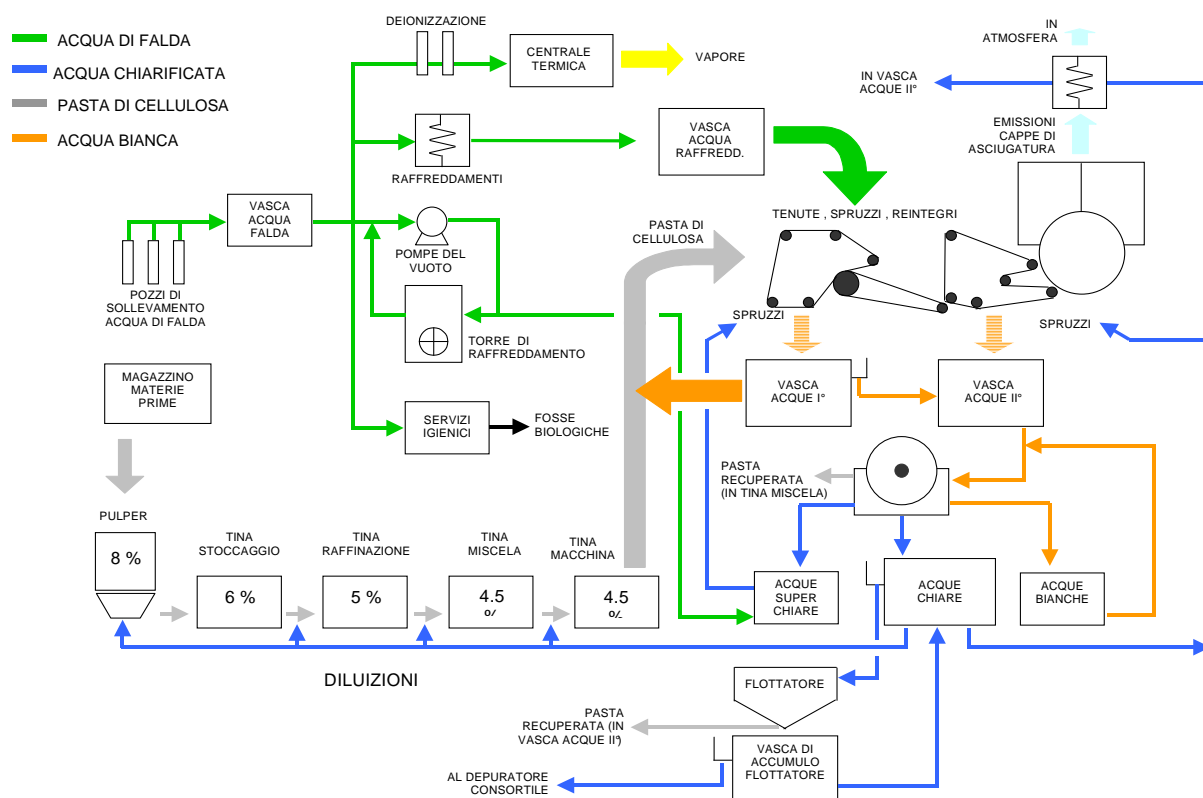 ACQUA DI FALDA
ACQUA CHIARIFICATA
PASTA DI CELLULOSA
ACQUA BIANCA
DEIONIZZAZIONE
CENTRALE
TERMICA
VAPORE
IN
ATMOSFERA
IN VASCA
ACQUE II°
EMISSIONI
CAPPE DI
ASCIUGATURA
RAFFREDDAMENTI
VASCA
ACQUA
RAFFREDD.
VASCA
ACQUA
FALDA
POMPE DEL
VUOTO
PASTA DI
CELLULOSA
TENUTE , SPRUZZI , REINTEGRI
POZZI DI
SOLLEVAMENTO
ACQUA DI FALDA
TORRE DI
RAFFREDDAMENTO
SPRUZZI
SPRUZZI
MAGAZZINO
MATERIE
PRIME
SERVIZI
IGIENICI
FOSSE
BIOLOGICHE
VASCA
ACQUE I°
VASCA
ACQUE II°
PASTA
RECUPERATA
(IN TINA MISCELA)
PULPER
8 %
TINA
STOCCAGGIO
6 %
TINA
RAFFINAZIONE
5 %
TINA
MISCELA
4.5
TINA
MACCHINA
4.5
ACQUE
SUPER
CHIARE
ACQUE
CHIARE
ACQUE
BIANCHE
DILUIZIONI
FLOTTATORE
PASTA
RECUPERATA (IN
VASCA ACQUE II°)
VASCA DI
ACCUMULO
FLOTTATORE
AL DEPURATORE
CONSORTILE